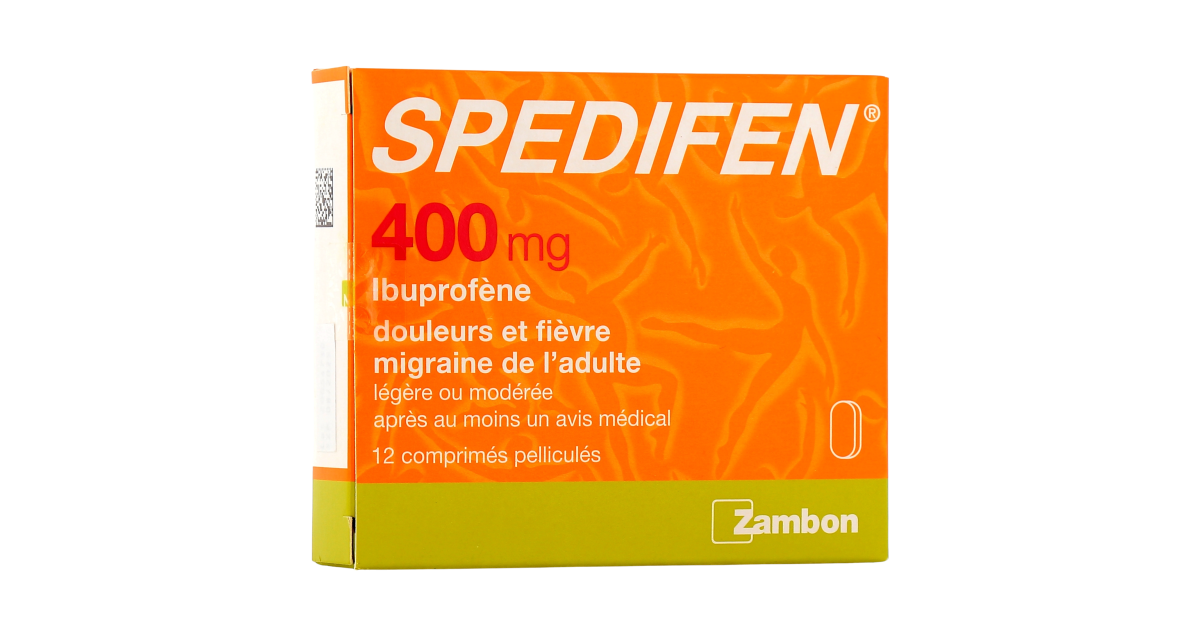 SPEDIFEN®
400 mg
Ibuprofène
douleurs et fièvre
migraine de l'adulte
légère ou modérée
après au moins un avis médical
12 comprimés pelliculés
Zambon